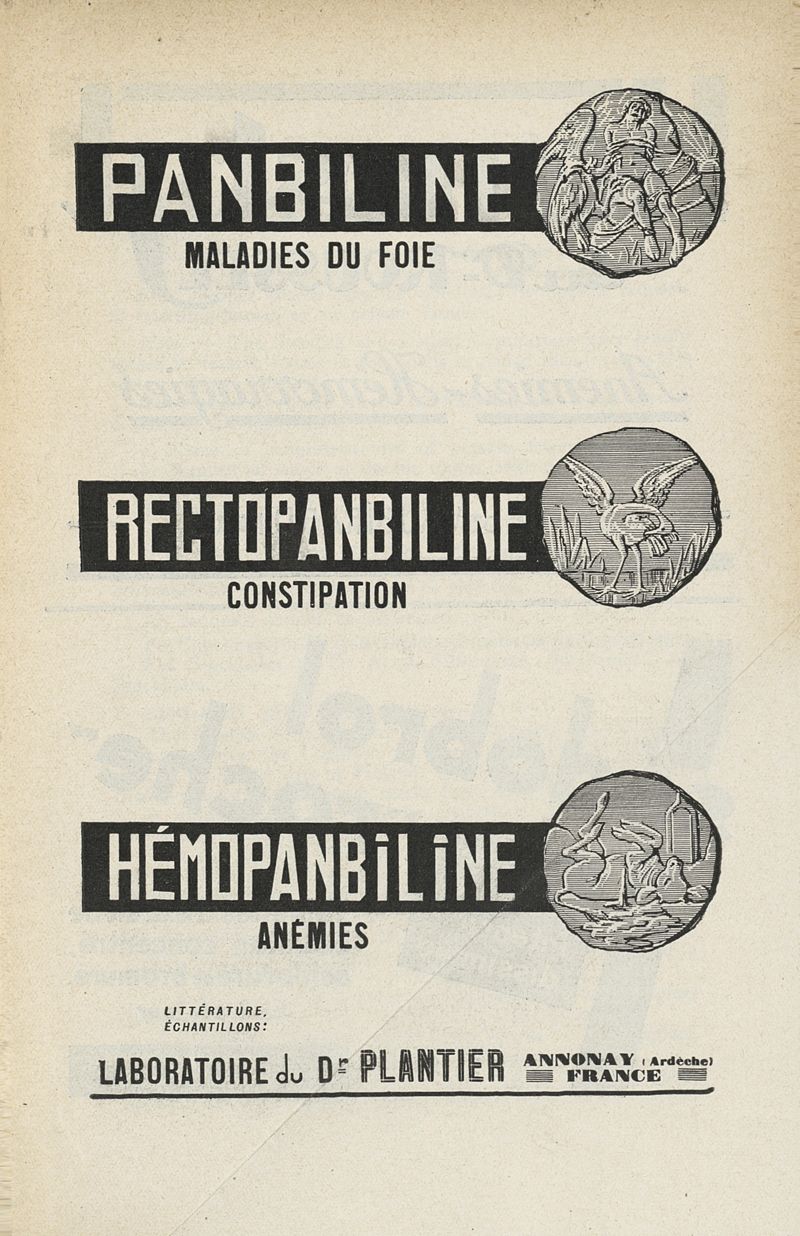 PANBILINE
MALADIES DU FOIE
RECTOPANBILINE
CONSTIPATION
HÉMOPANBILINE
ANÉMIES
LITTÉRATURE,
ÉCHANTILLONS:
LABORATOIRE du Dr PLANTIER ANNONAY (Ardèche)
FRANCE